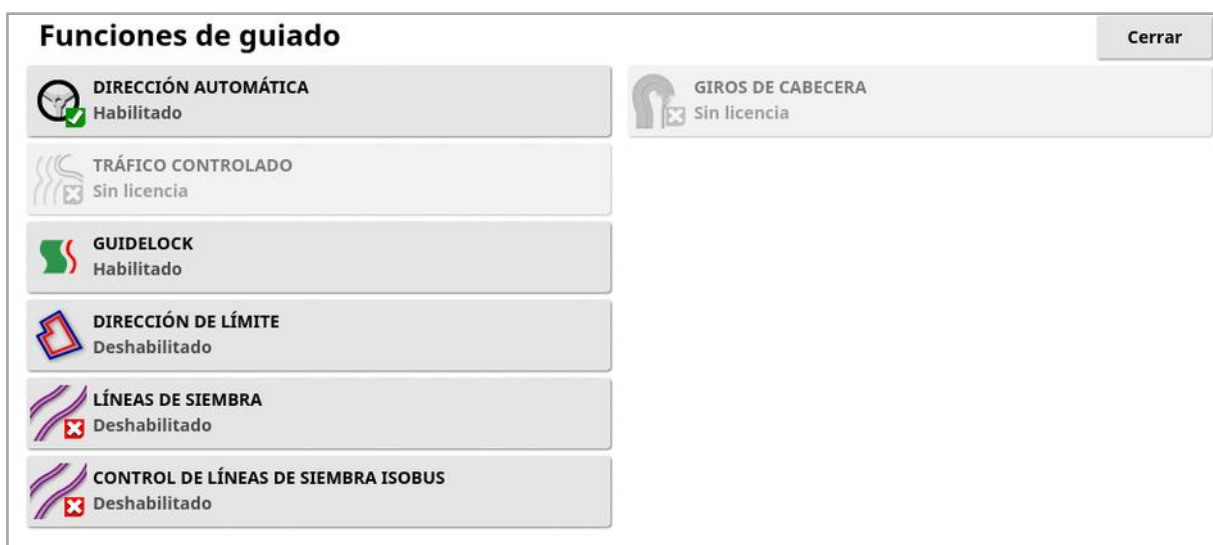 Funciones de guiado
Cerrar
DIRECCIÓN AUTOMÁTICA
Habilitado
GIROS DE CABECERA
Sin licencia
TRÁFICO CONTROLADO
Sin licencia
GUIDELOCK
Habilitado
DIRECCIÓN DE LÍMITE
Deshabilitado
LÍNEAS DE SIEMBRA
Deshabilitado
CONTROL DE LÍNEAS DE SIEMBRA ISOBUS
Deshabilitado